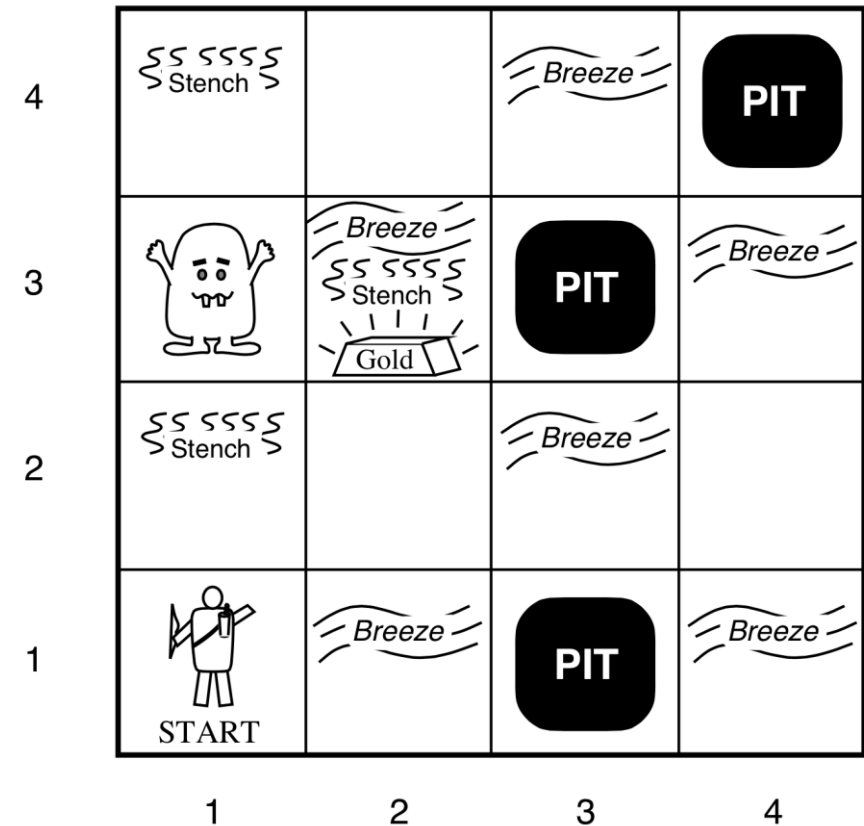 4
Stench
Breeze
PIT
3
Breeze
Stench
Gold
PIT
Breeze
2
Stench
Breeze
1
START
Breeze
PIT
Breeze
1 2 3 4